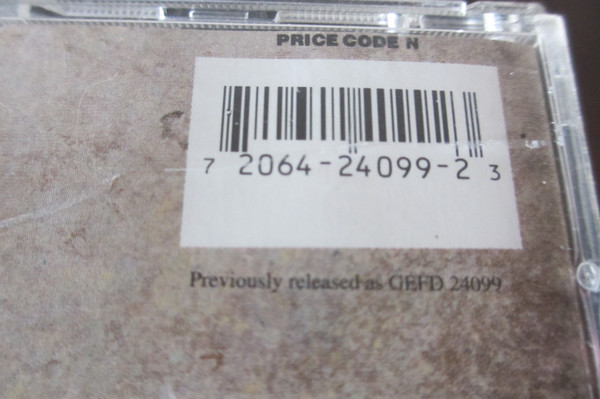 PRICE CODE N
7 2064-24099-2 3
Previously released as GEFD 24099